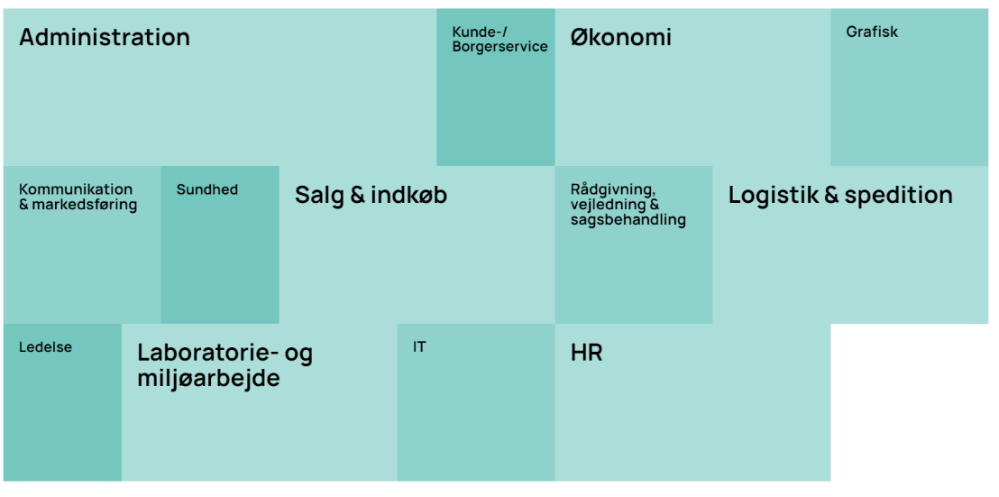 Administration
Kunde-/
Borgerservice
Økonomi
Grafisk
Kommunikation
& markedsføring
Sundhed
Salg & indkøb
Rådgivning,
vejledning &
sagsbehandling
Logistik & spedition
Ledelse
Laboratorie- og
miljøarbejde
IT
HR